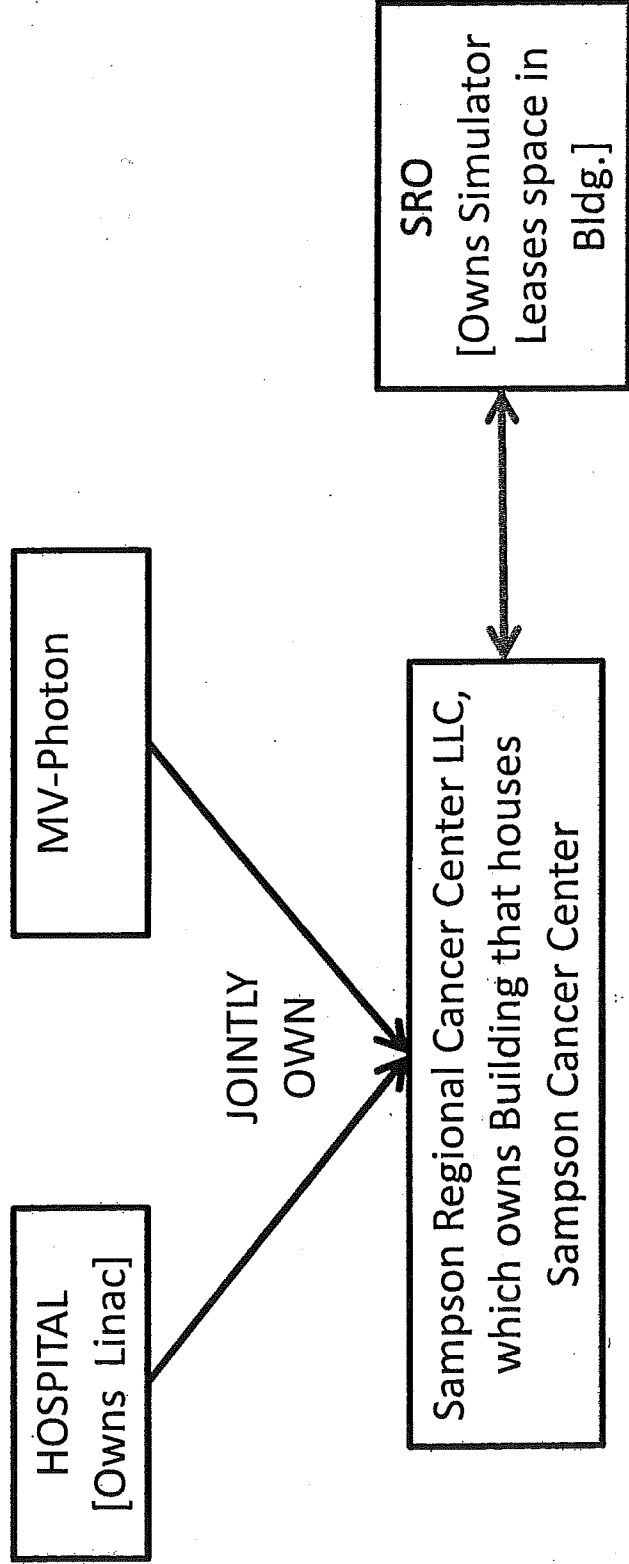 HOSPITAL
[Owns Linac]
MV-Photon
JOINTLY
OWN
Sampson Regional Cancer Center LLC,
which owns Building that houses
Sampson Cancer Center
SRO
[Owns Simulator
Leases space in
Bldg.]